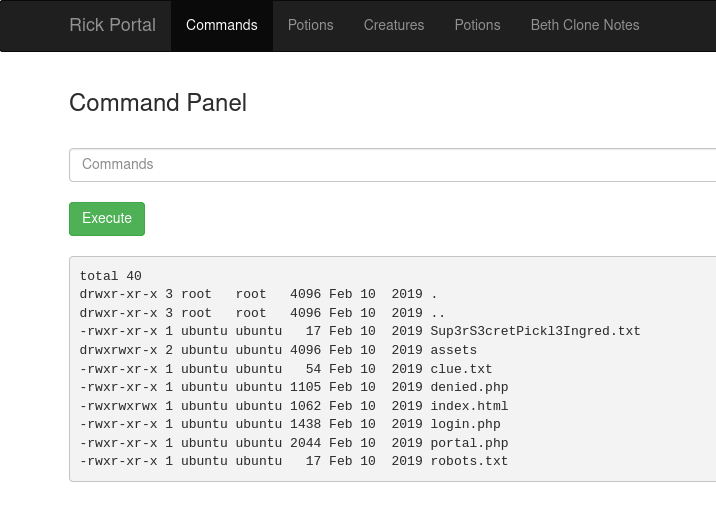 Rick Portal Commands Potions Creatures Potions Beth Clone Notes
Command Panel
Commands
Execute
total 40
drwxr-xr-x 3 root   root   4096 Feb 10  2019 .
drwxr-xr-x 3 root   root   4096 Feb 10  2019 ..
-rwxr-xr-x 1 ubuntu ubuntu   17 Feb 10  2019 Sup3rS3cretPickl3Ingred.txt
drwxrwxr-x 2 ubuntu ubuntu 4096 Feb 10  2019 assets
-rwxr-xr-x 1 ubuntu ubuntu   54 Feb 10  2019 clue.txt
-rwxr-xr-x 1 ubuntu ubuntu 1105 Feb 10  2019 denied.php
-rwxrwxrwx 1 ubuntu ubuntu 1062 Feb 10  2019 index.html
-rwxr-xr-x 1 ubuntu ubuntu 1438 Feb 10  2019 login.php
-rwxr-xr-x 1 ubuntu ubuntu 2044 Feb 10  2019 portal.php
-rwxr-xr-x 1 ubuntu ubuntu   17 Feb 10  2019 robots.txt